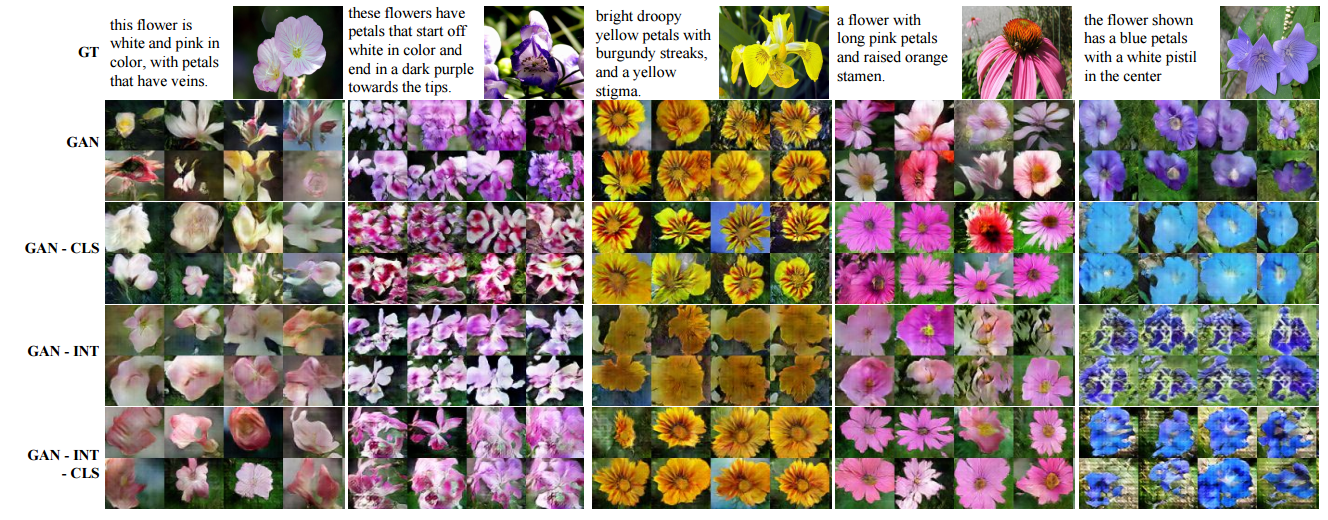 GT
this flower is
white and pink in
color, with petals
that have veins.
these flowers have
petals that start off
white in color and
end in a dark purple
towards the tips.
bright droopy
yellow petals with
burgundy streaks,
and a yellow
stigma.
a flower with
long pink petals
and raised orange
stamen.
the flower shown
has a blue petals
with a white pistil
in the center
GAN
GAN - CLS
GAN - INT
GAN - INT
- CLS